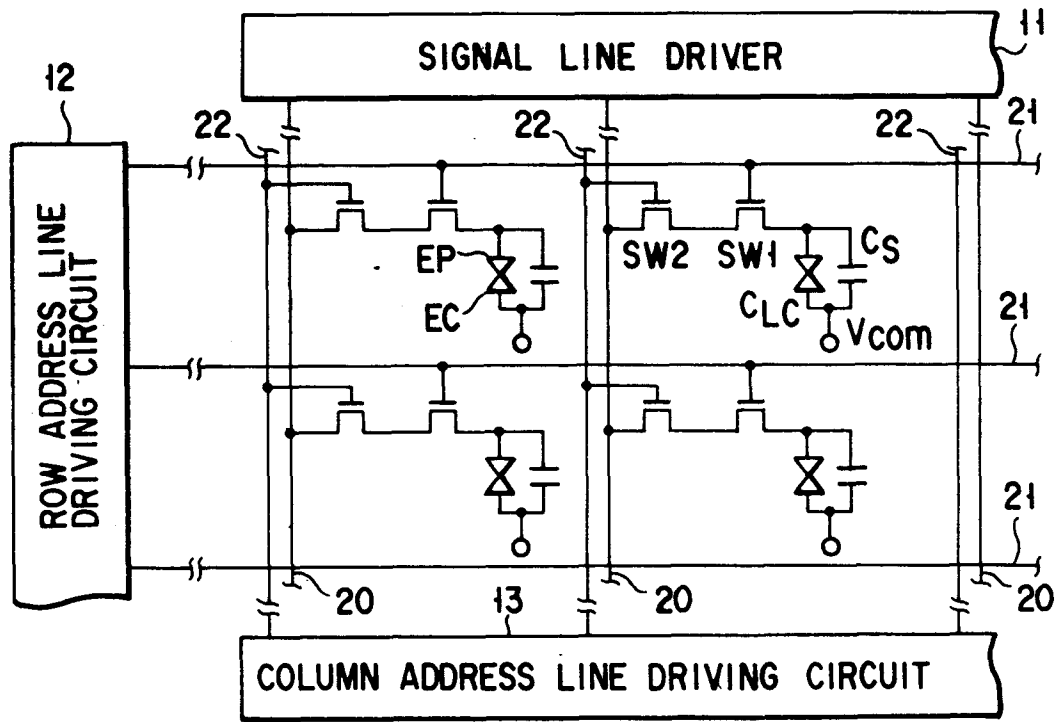 11
SIGNAL LINE DRIVER
12
22
22
22
21
ROW ADDRESS LINE
DRIVING CIRCUIT
EP
EC
SW2
SW1
CS
CLC
Vcom
21
21
20
13
20
20
COLUMN ADDRESS LINE DRIVING CIRCUIT